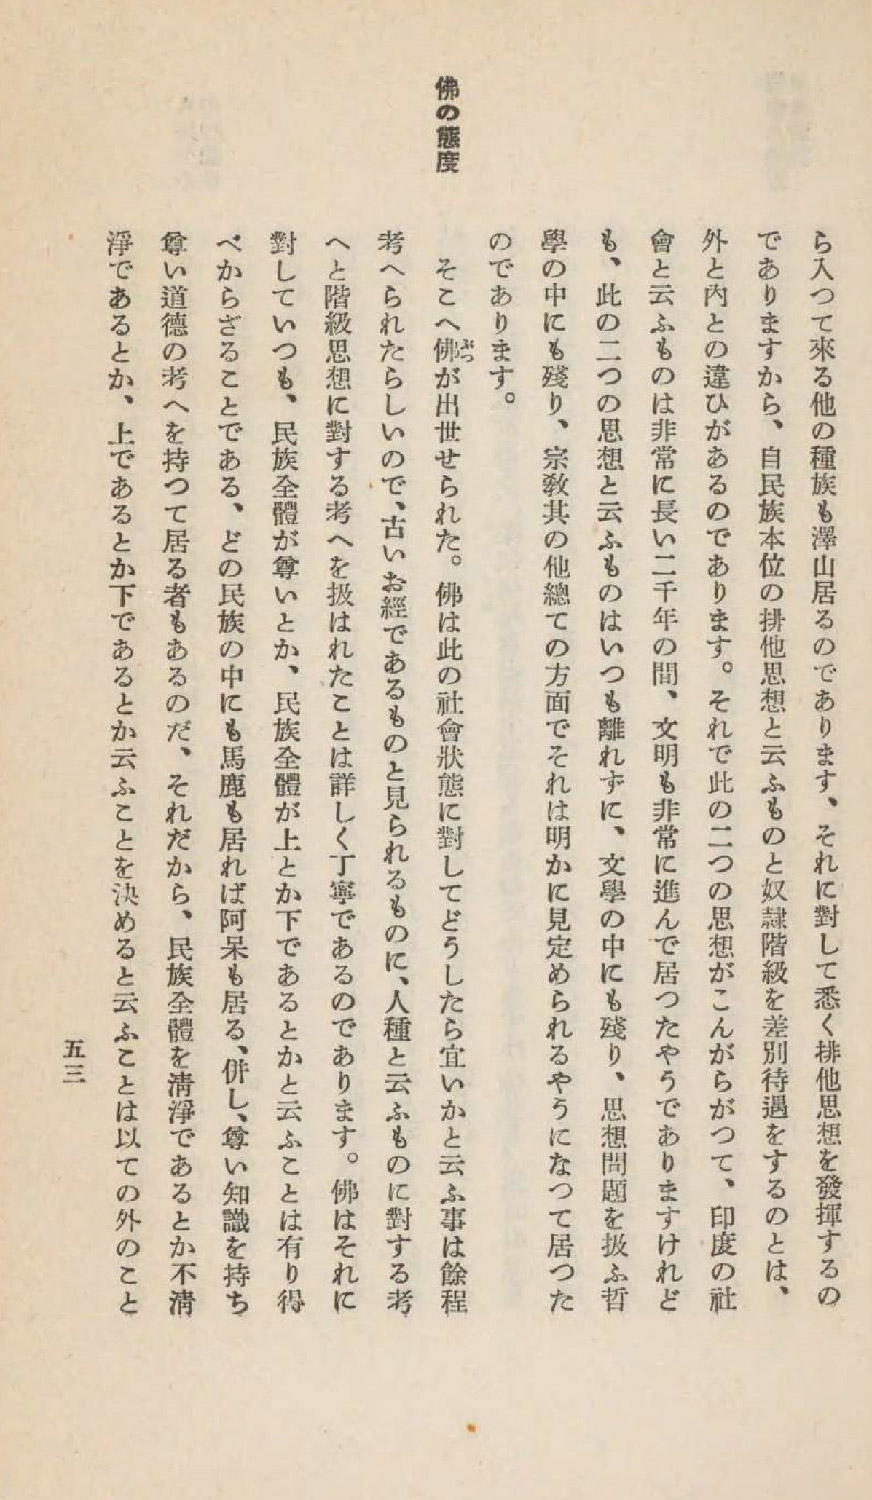 ら入つて來る他の種族も澤山居るのであります、それに對して悉く排他思想を發揮するの
でありますから、自民族本位の排他思想と云ふものと奴隷階級を差別待遇をするのとは、
外と内との違ひがあるのであります。それで此の二つの思想がこんがらがつて、印度の社
會と云ふものは非常に長い二千年の間、文明も非常に進んで居つたやうでありますけれど
も、此の二つの思想と云ふものはいつも離れずに、文學の中にも殘り、思想問題を扱ふ哲
學の中にも殘り、宗敎其の他總ての方面でそれは明かに見定められるやうになつて居つた
のであります。
佛の態度
そこへ佛ぶつが出世せられた。佛は此の社會狀態に對してどうしたら宜いかと云ふ事は餘程
考へられたらしいので、古いお經であるものと見られるものに、人種と云ふものに對する考
へと階級思想に對する考へを扱はれたことは詳しく丁寧であるのであります。佛はそれに
對していつも、民族全體が尊いとか、民族全體が上とか下であるとかと云ふことは有り得
べからざることである、どの民族の中にも馬鹿も居れば阿呆も居る、併し、尊い知識を持ち
尊い道德の考へを持つて居る者もあるのだ、それだから、民族全體を淸淨であるとか不淸
淨であるとか、上であるとか下であるとか云ふことを決めると云ふことは以ての外のこと
五三